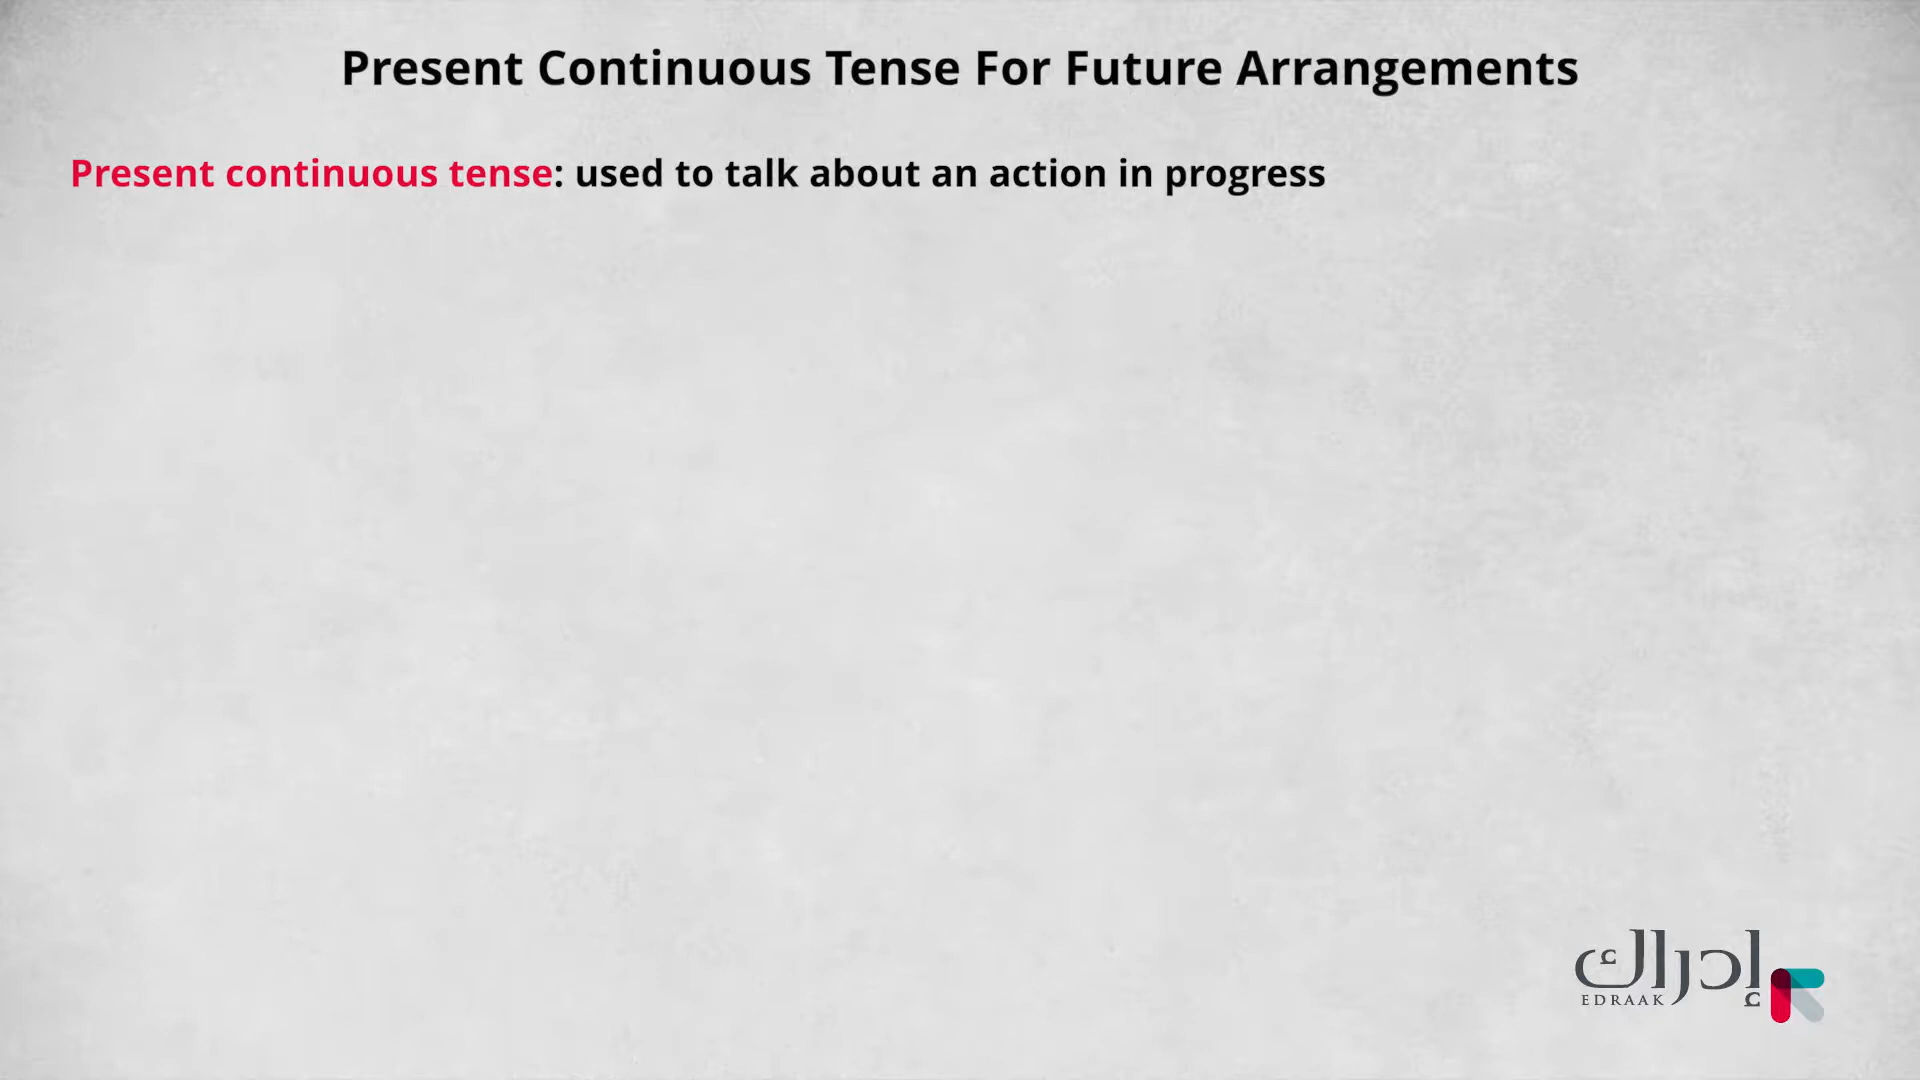 Present Continuous Tense For Future Arrangements
Present continuous tense: used to talk about an action in progress
إدراك
EDRAAK